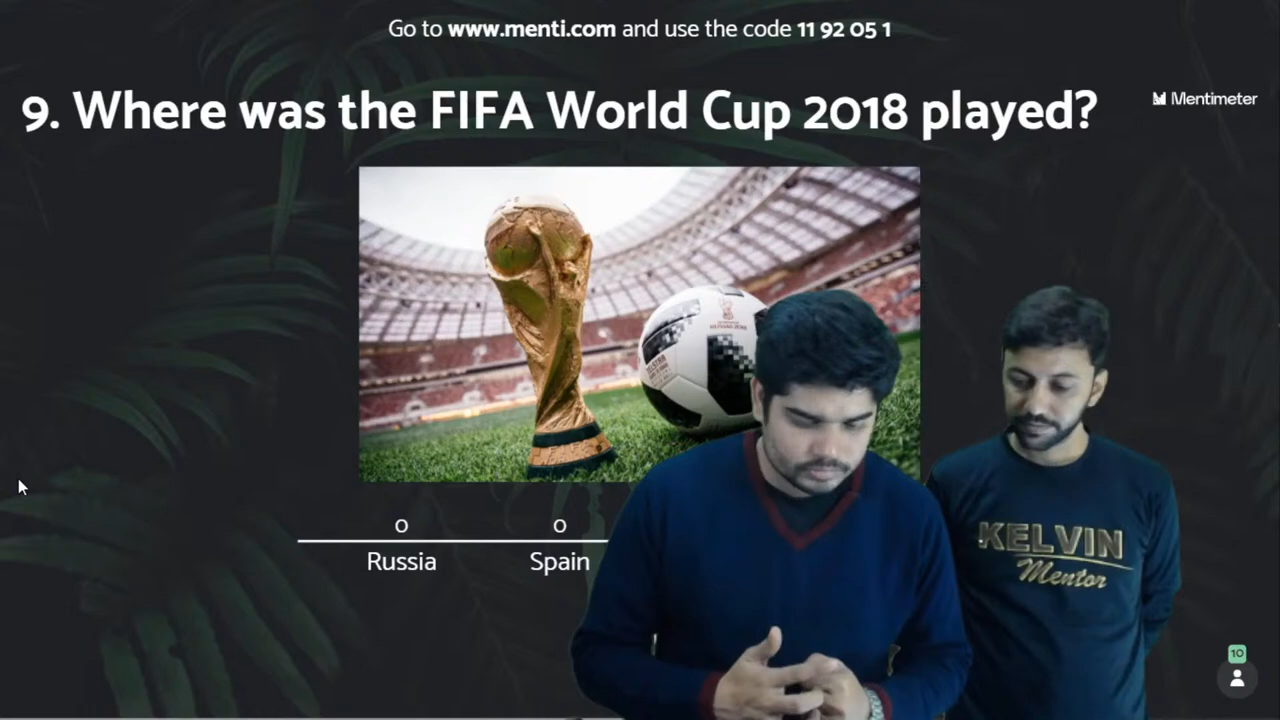 Go to www.menti.com and use the code 11 92 05 1
9. Where was the FIFA World Cup 2018 played?
Mentimeter
TELSTAR
0 0
Russia Spain
KELVIN
Mentor
10